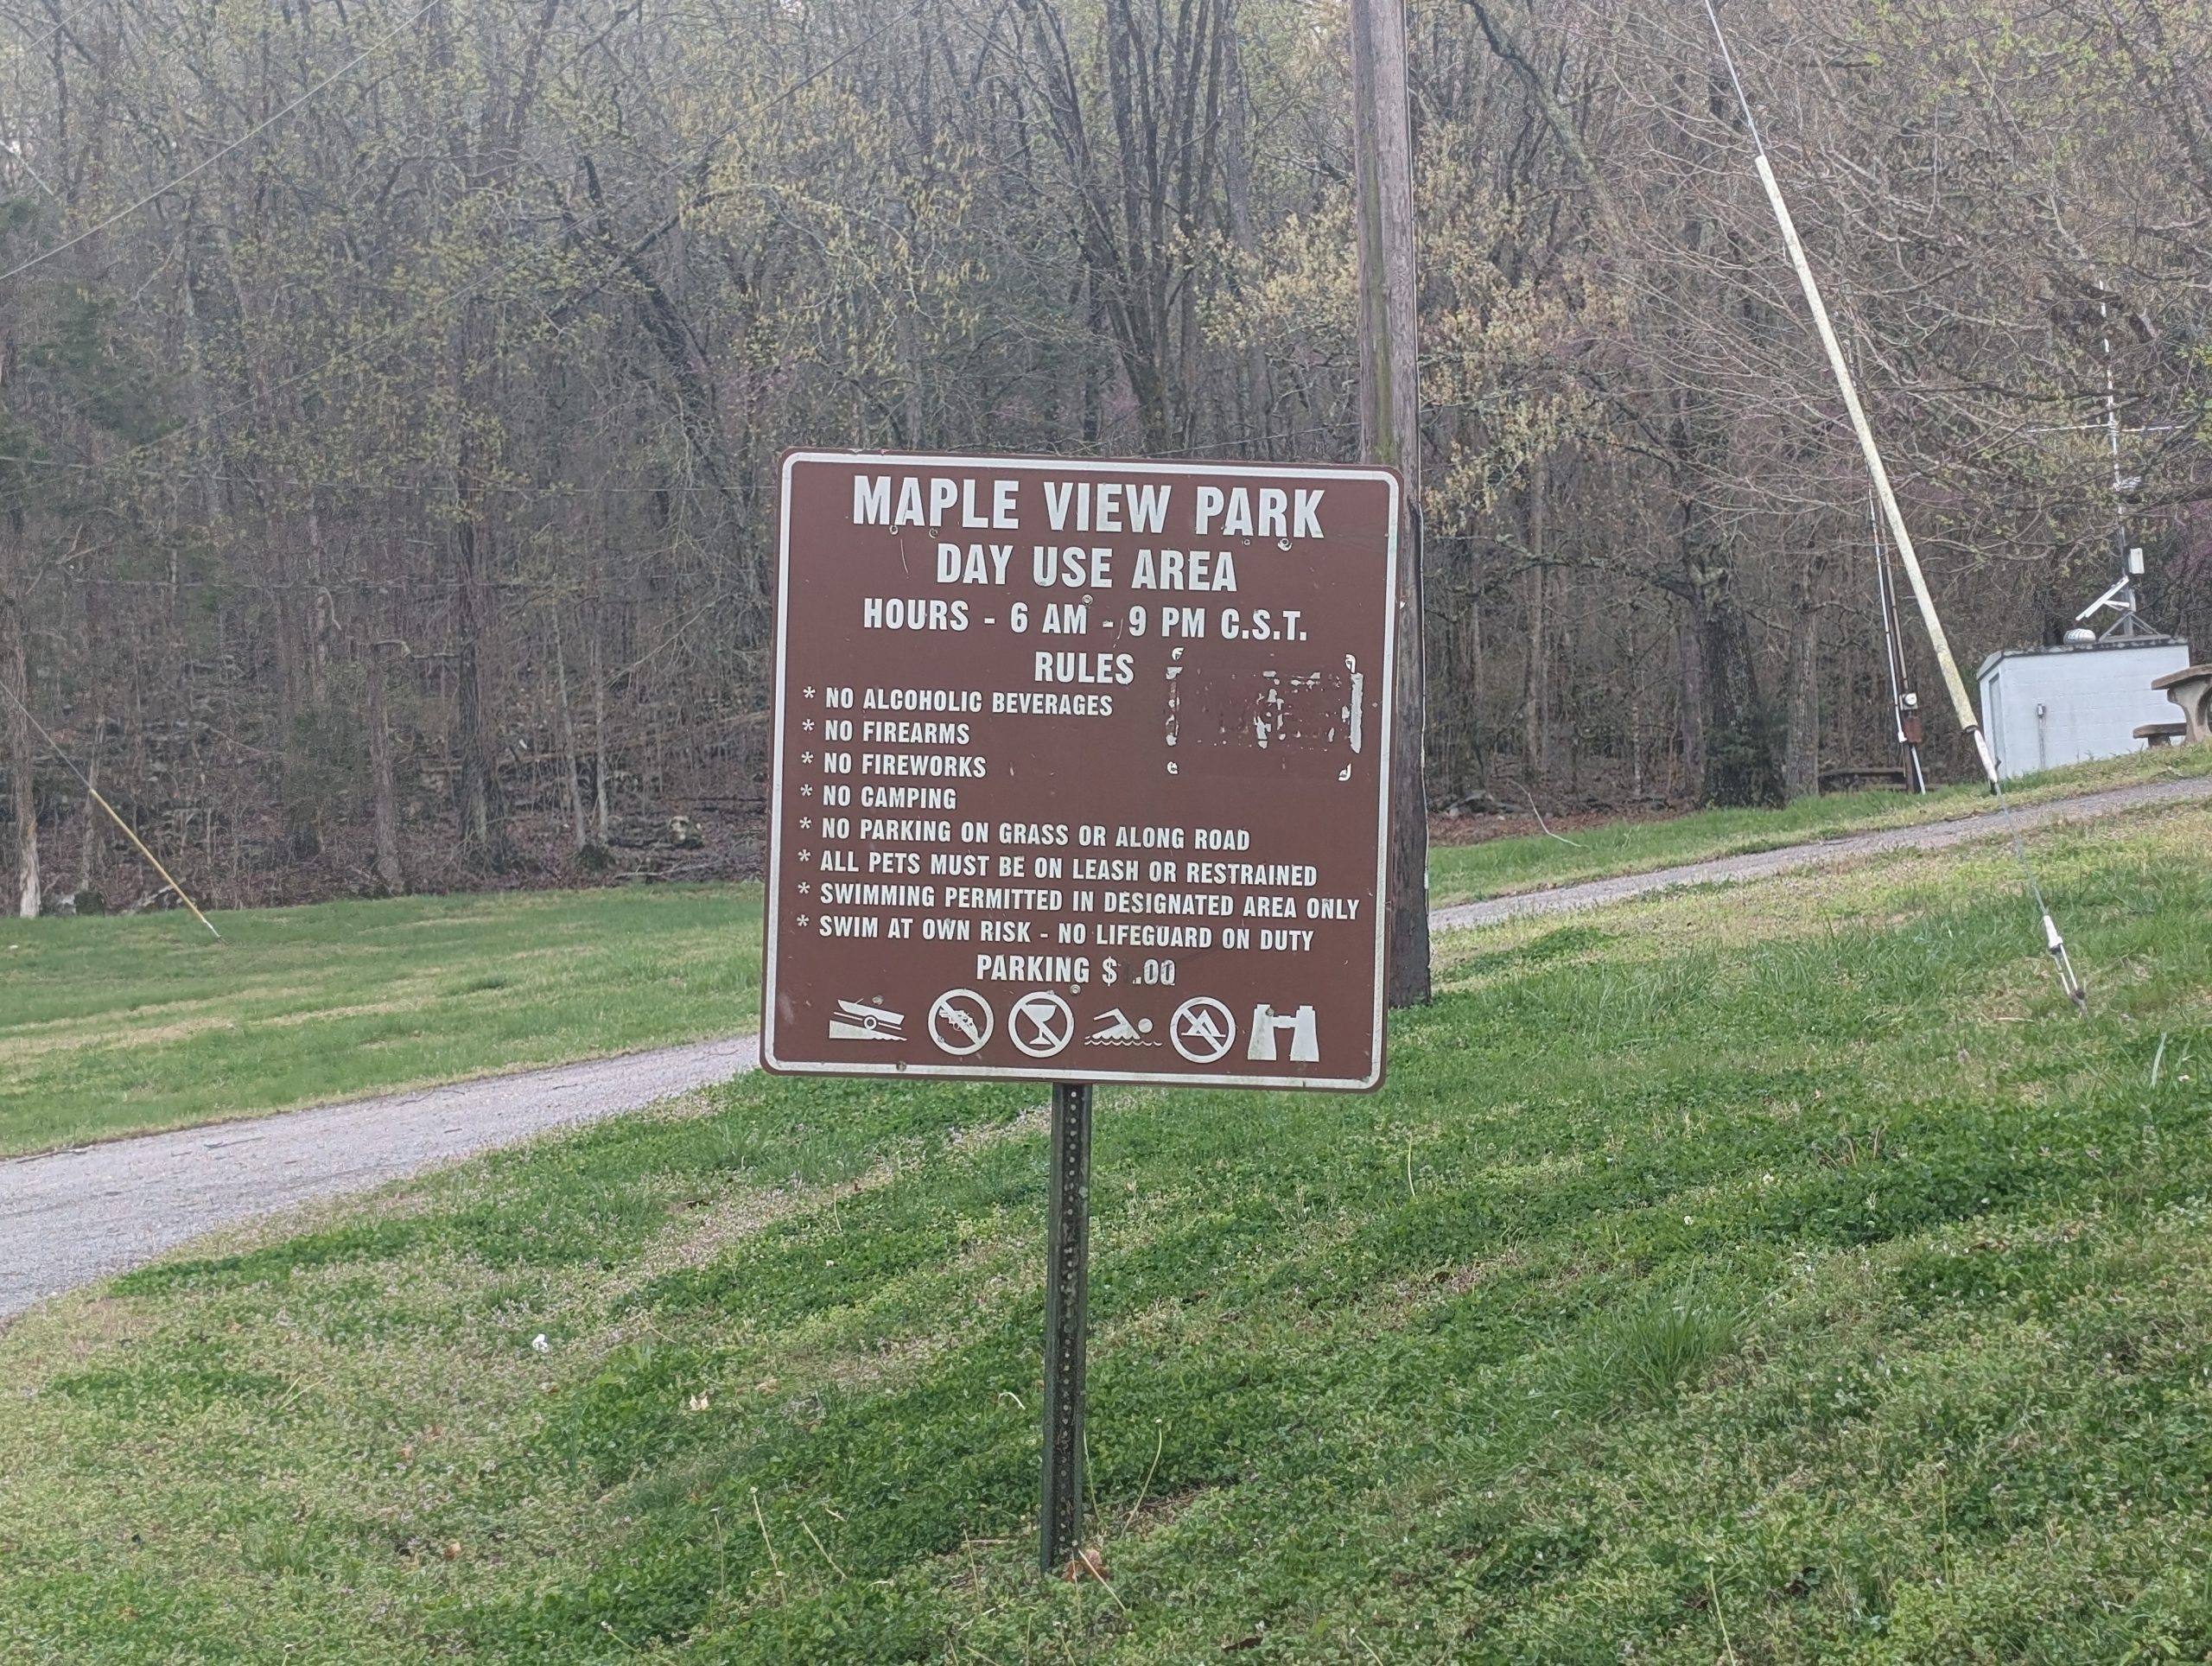 MAPLE VIEW PARK
DAY USE AREA
HOURS - 6 AM - 9 PM C.S.T.
RULES
* NO ALCOHOLIC BEVERAGES
* NO FIREARMS
* NO FIREWORKS
* NO CAMPING
* NO PARKING ON GRASS OR ALONG ROAD
* ALL PETS MUST BE ON LEASH OR RESTRAINED
* SWIMMING PERMITTED IN DESIGNATED AREA ONLY
* SWIM AT OWN RISK - NO LIFEGUARD ON DUTY
PARKING $ .00